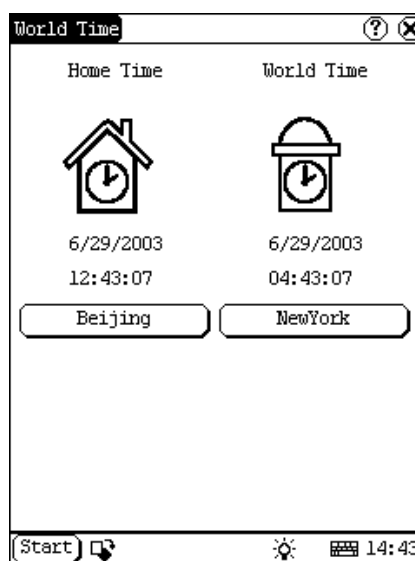 World Time
Home Time World Time
6/29/2003 6/29/2003
12:43:07 04:43:07
Beijing NewYork
Start 14:43